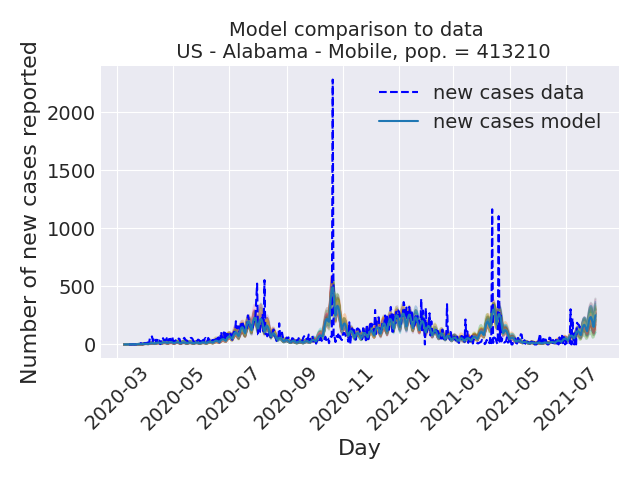 Model comparison to data
US - Alabama - Mobile, pop. = 413210
new cases data
new cases model
Number of new cases reported
2000
1500
1000
500
0
2020-03
2020-05
2020-07
2020-09
2020-11
2021-01
2021-03
2021-05
2021-07
Day